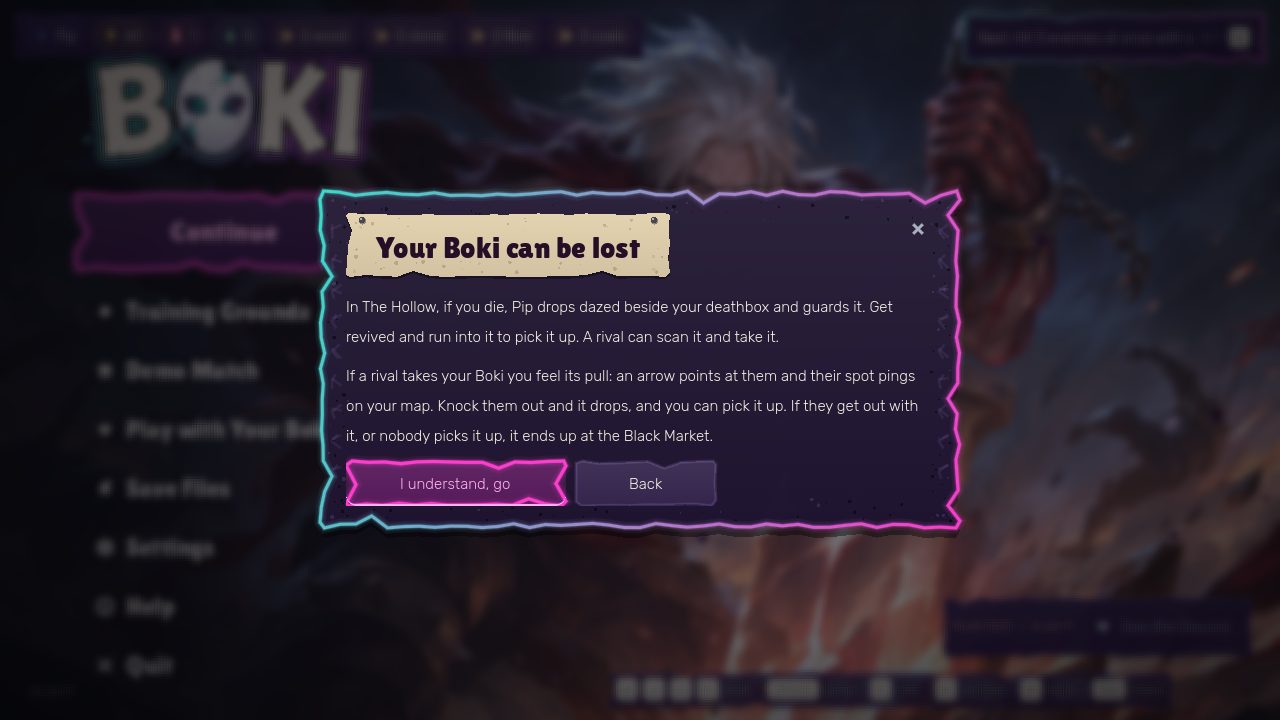 BOKI
Continue
Training Grounds
Demo Match
Play with Your
Save Files
Settings
Help
Quit
Your Boki can be lost
In The Hollow, if you die, Pip drops dazed beside your deathbox and guards it. Get
revived and run into it to pick it up. A rival can scan it and take it.
If a rival takes your Boki you feel its pull: an arrow points at them and their spot pings
on your map. Knock them out and it drops, and you can pick it up. If they get out with
it, or nobody picks it up, it ends up at the Black Market.
I understand, go
Back